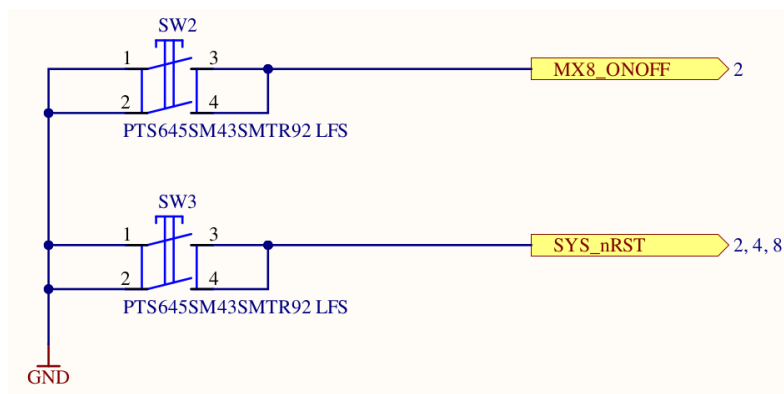 SW2
1 3
MX8_ONOFF 2
2 4
PTS645SM43SMTR92 LFS
SW3
1 3
SYS_nRST 2, 4, 8
2 4
PTS645SM43SMTR92 LFS
GND